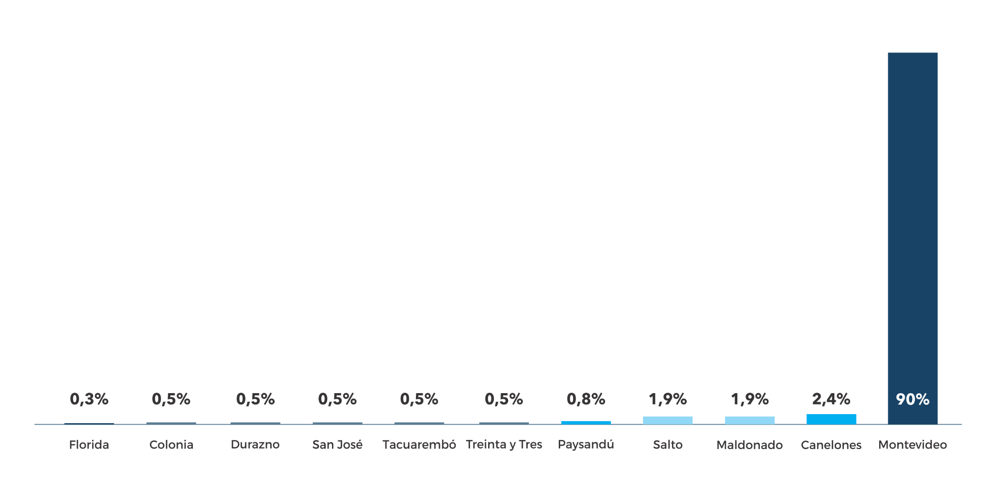 0,3% 0,5% 0,5% 0,5% 0,5% 0,5% 0,8% 1,9% 1,9% 2,4% 90%
Florida Colonia Durazno San José Tacuarembó Treinta y Tres Paysandú Salto Maldonado Canelones Montevideo